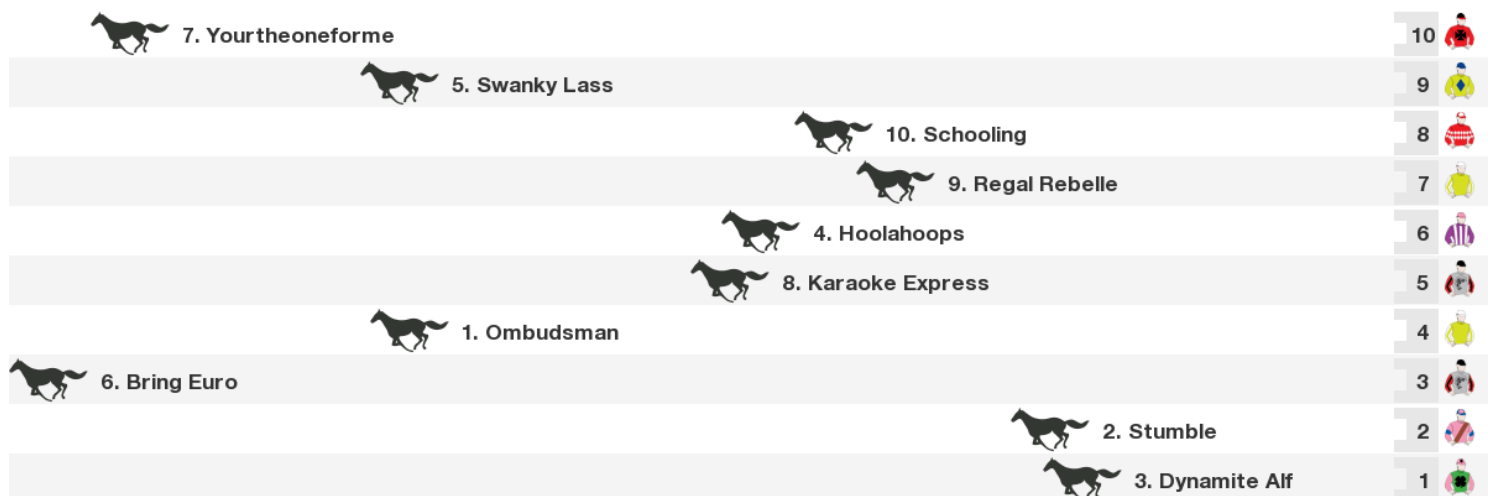 7. Yourtheoneforme 10
5. Swanky Lass 9
10. Schooling 8
9. Regal Rebelle 7
4. Hoolahoops 6
8. Karaoke Express 5
1. Ombudsman 4
6. Bring Euro 3
2. Stumble 2
3. Dynamite Alf 1